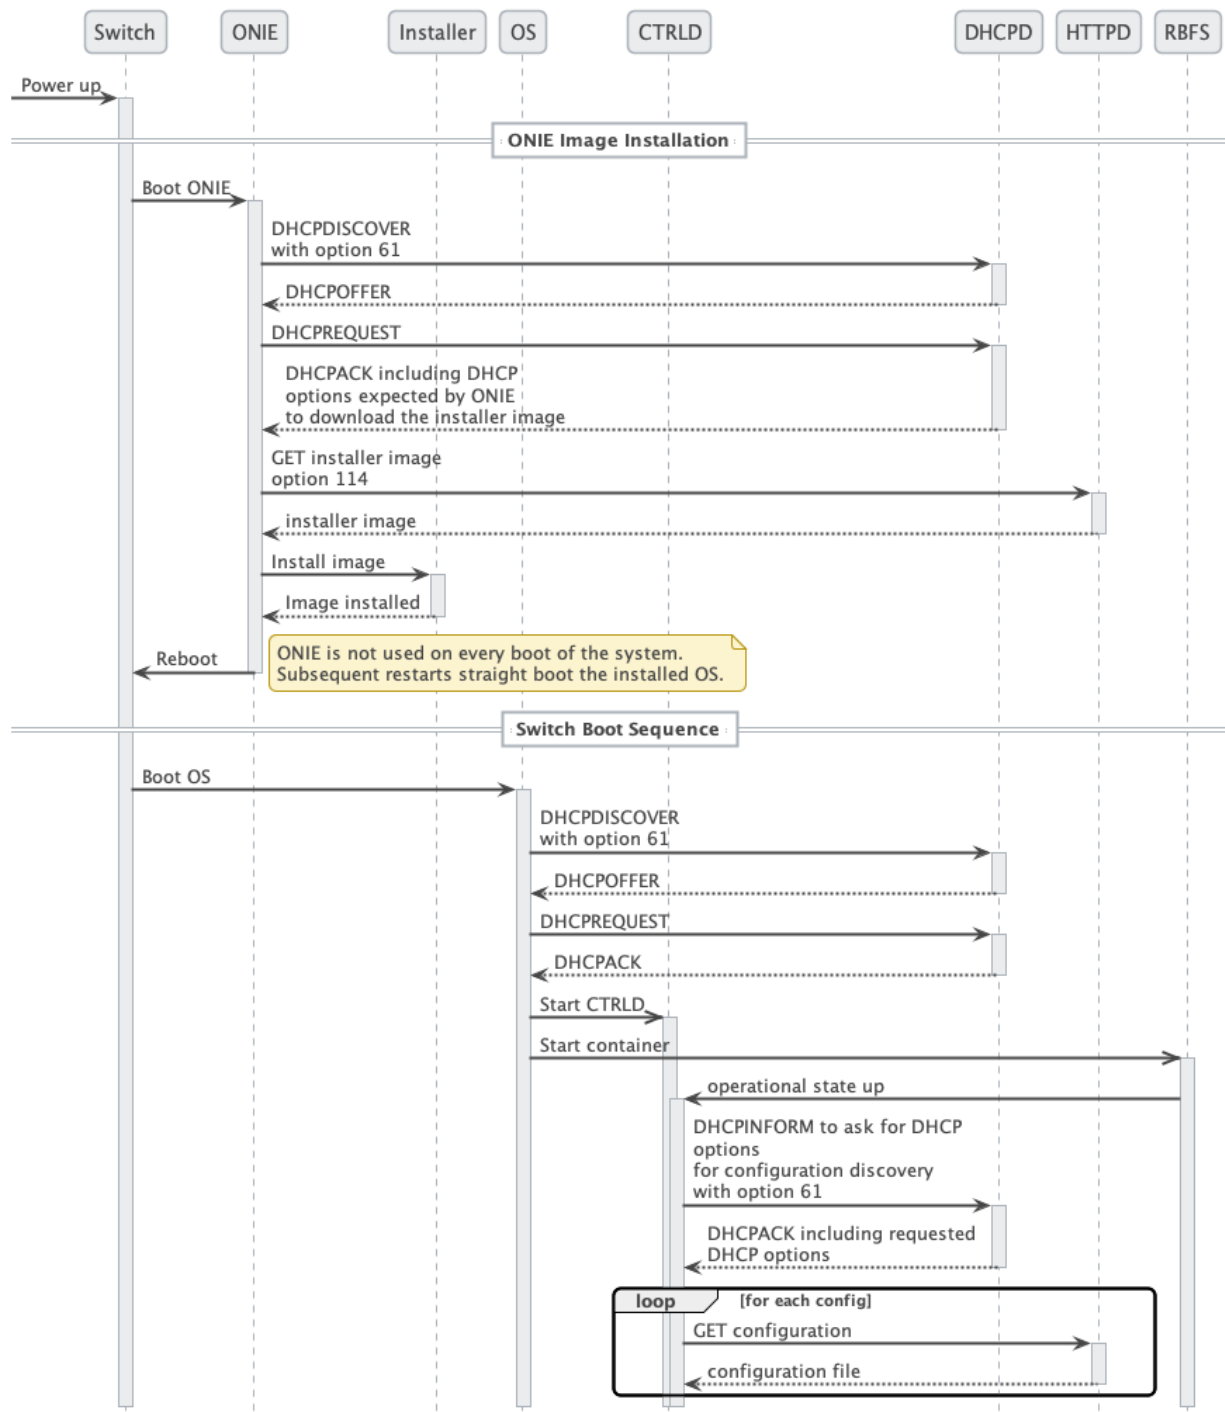 Switch
ONIE
Installer
OS
CTRLD
DHCPD
HTTPD
RBFS
Power up
ONIE Image Installation
Boot ONIE
DHCPDISCOVER
with option 61
DHCPOFFER
DHCPREQUEST
DHCPACK including DHCP
options expected by ONIE
to download the installer image
GET installer image
option 114
installer image
Install image
Image installed
Reboot
ONIE is not used on every boot of the system.
Subsequent restarts straight boot the installed OS.
Switch Boot Sequence
Boot OS
DHCPDISCOVER
with option 61
DHCPOFFER
DHCPREQUEST
DHCPACK
Start CTRLD
Start container
operational state up
DHCPINFORM to ask for DHCP
options
for configuration discovery
with option 61
DHCPACK including requested
DHCP options
loop
[for each config]
GET configuration
configuration file